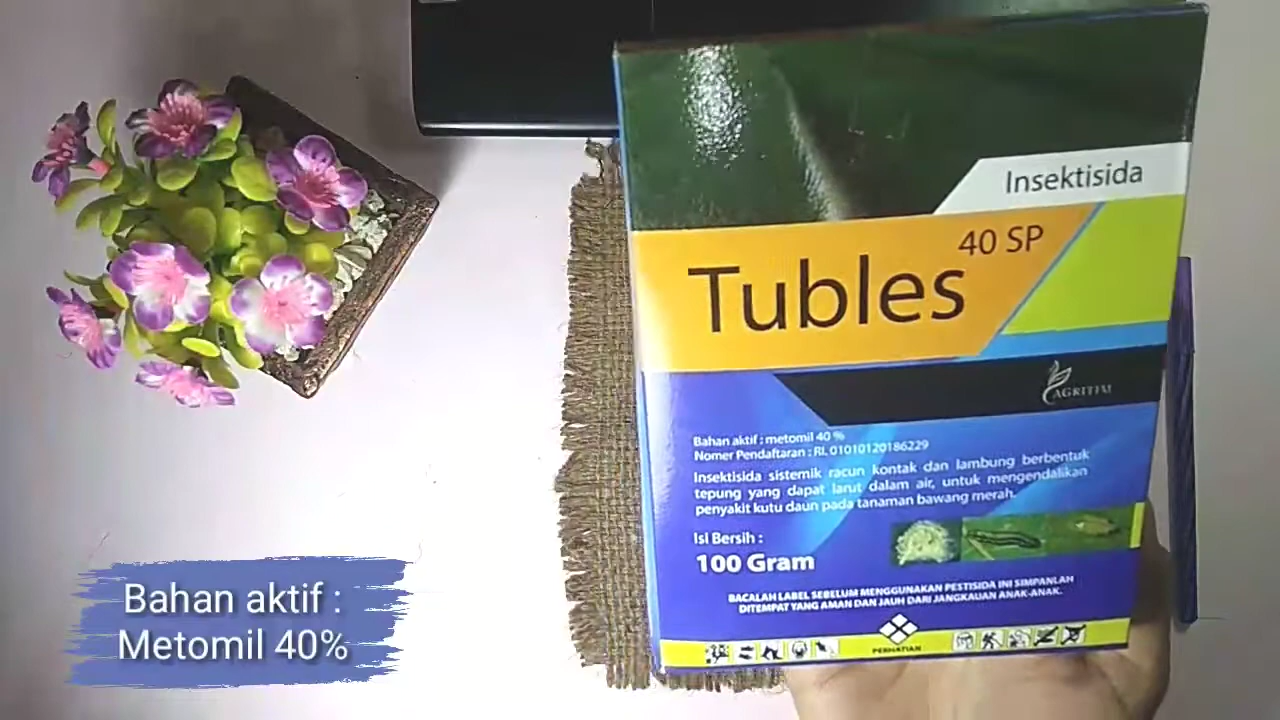 Insektisida
40 SP
Tubles
AGRITIM
Bahan aktif : metomil 40 %
Nomer Pendaftaran : RI. 01010120186229
Insektisida sistemik racun kontak dan lambung berbentuk
tepung yang dapat larut dalam air, untuk mengendalikan
penyakit kutu daun pada tanaman bawang merah.
Isi Bersih :
100 Gram
BACALAH LABEL SEBELUM MENGGUNAKAN PESTISIDA INI SIMPANLAH
DITEMPAT YANG AMAN DAN JAUH DARI JANGKAUAN ANAK-ANAK.
PERHATIAN
Bahan aktif :
Metomil 40%